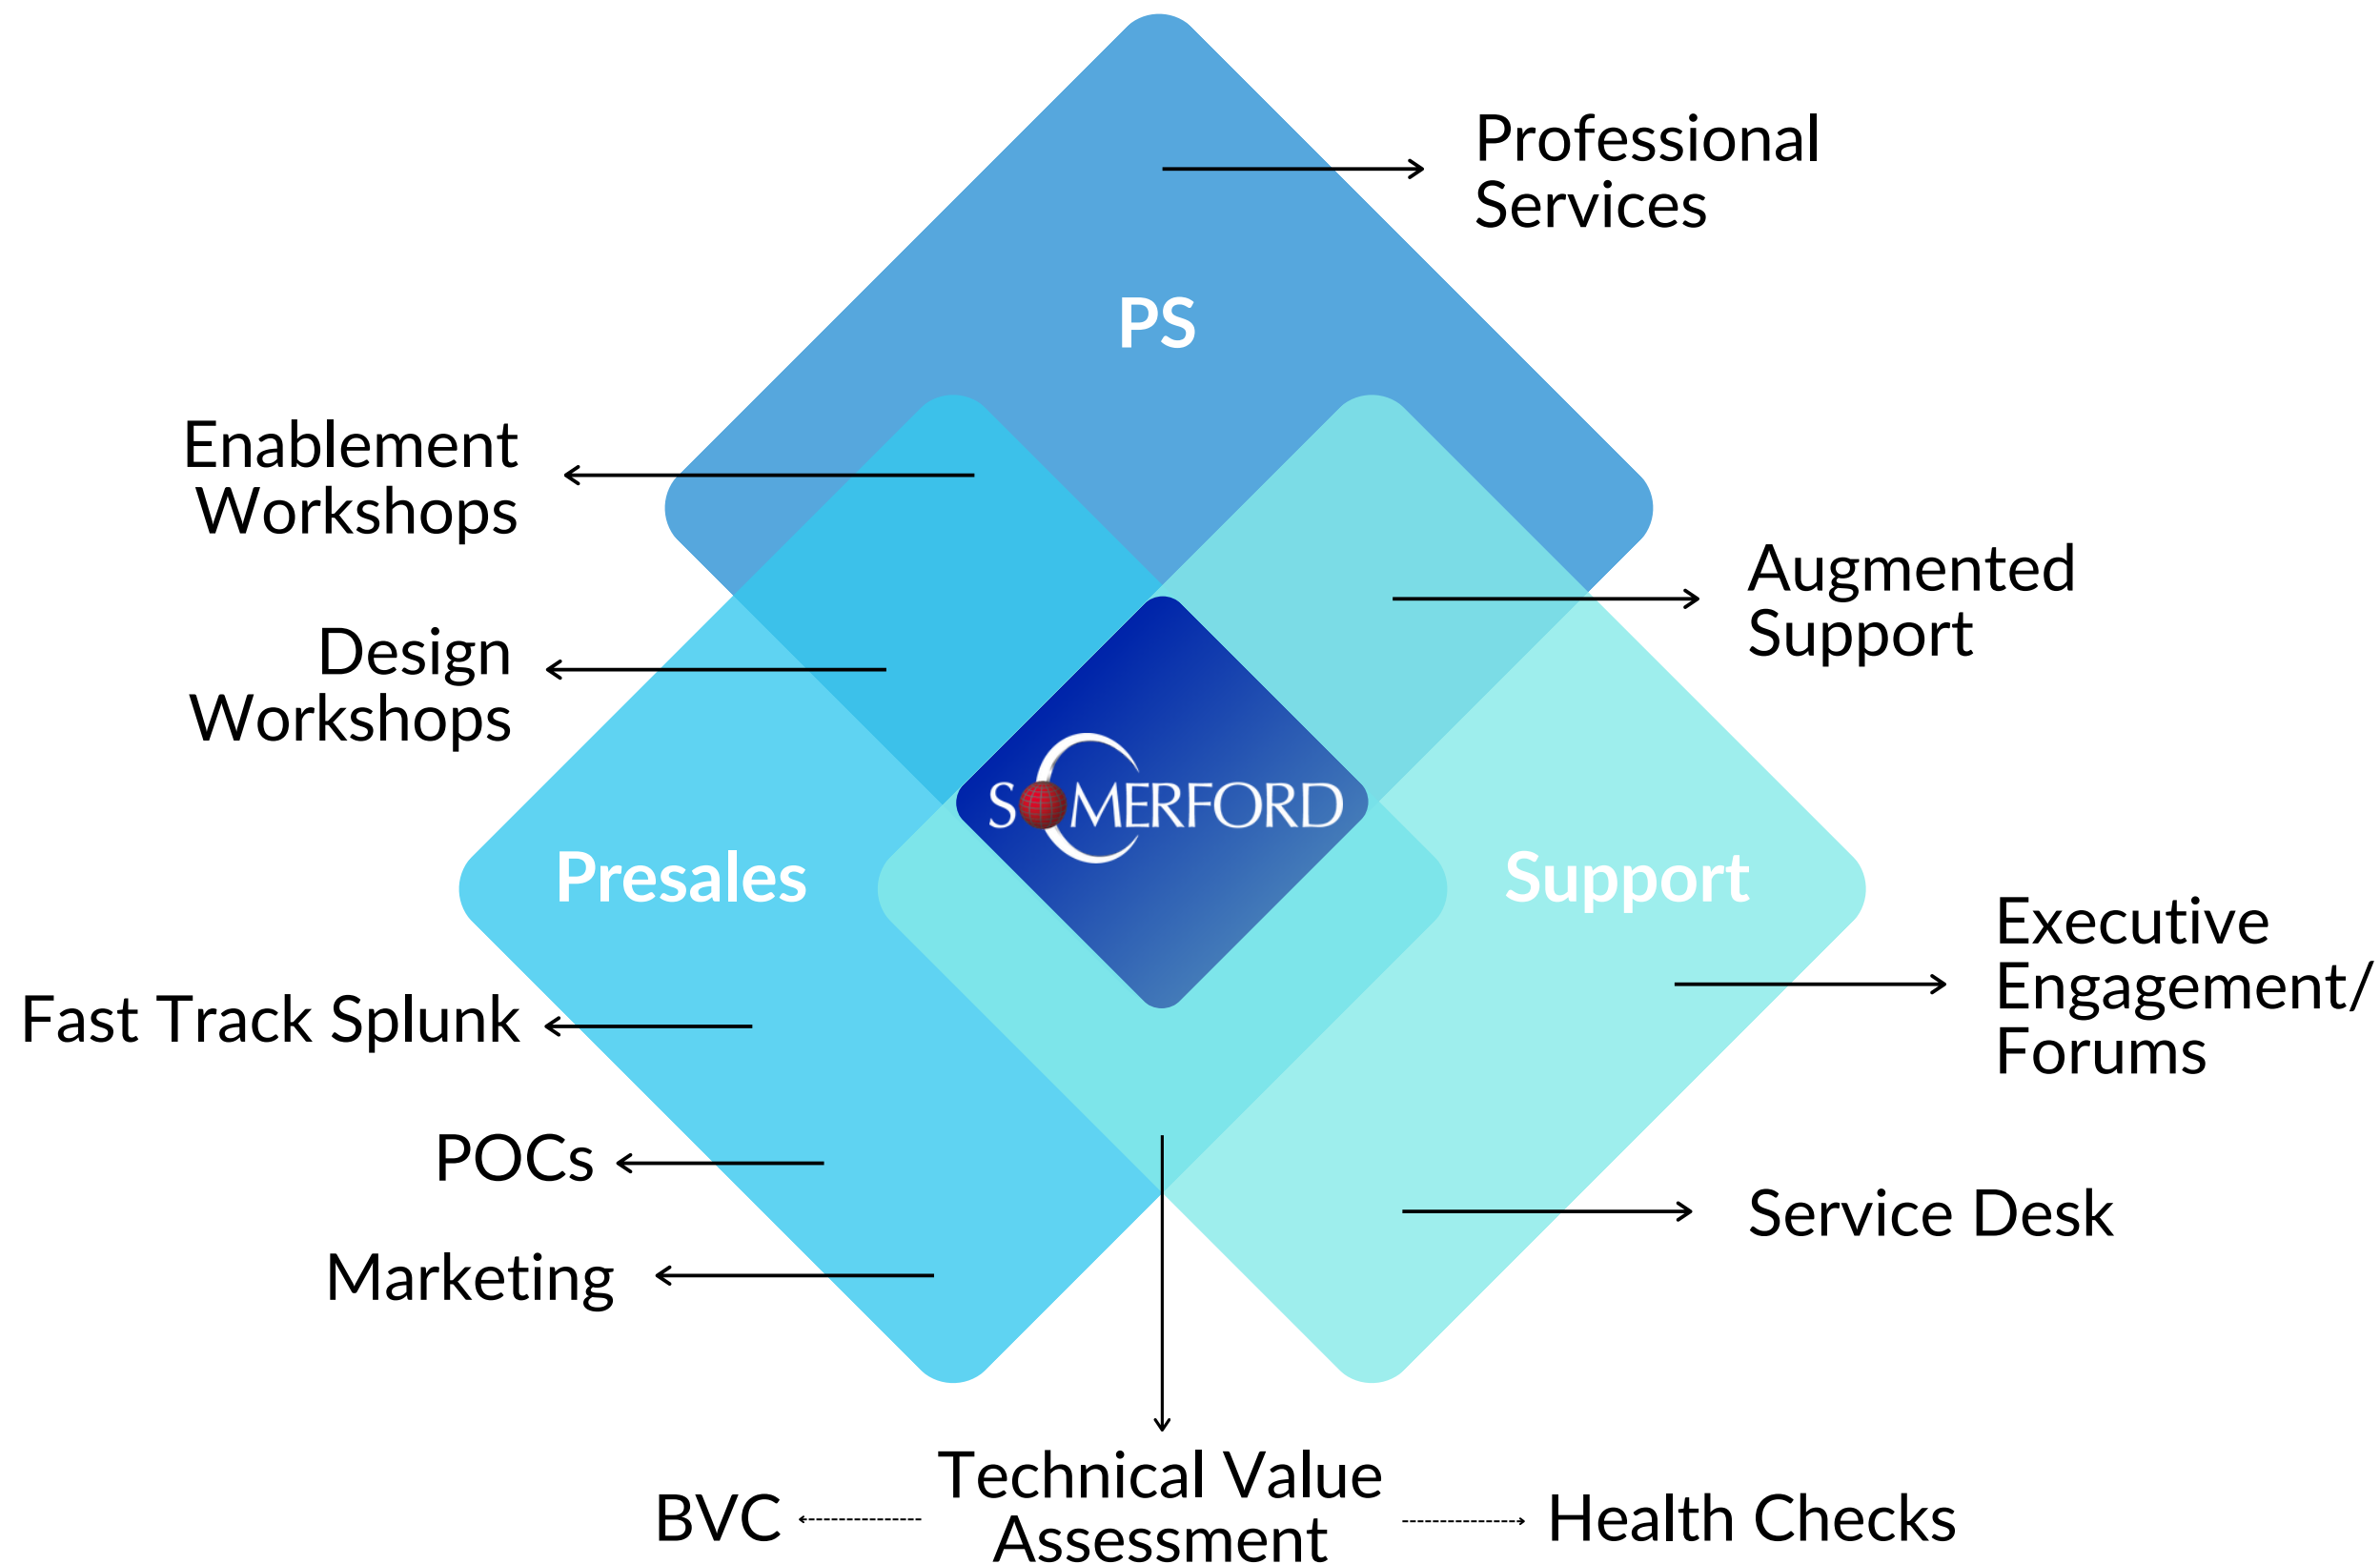 Professional
Services
PS
Enablement
Workshops
Augmented
Support
Design
Workshops
SOMERFORD
Presales
Support
Executive
Engagement/
Forums
Fast Track Splunk
POCs
Service Desk
Marketing
Technical Value
Assessment
BVC
Health Checks